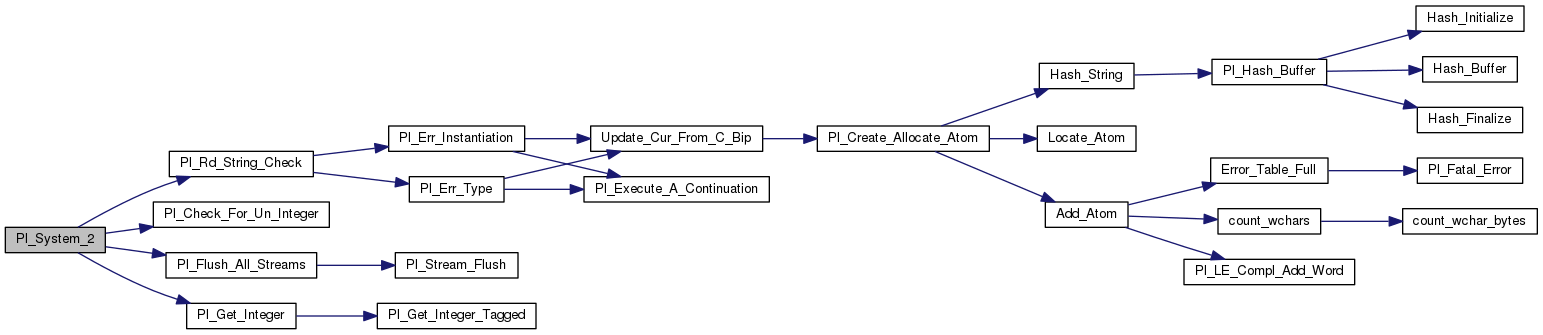 Pl_System_2
Pl_Rd_String_Check
Pl_Check_For_Un_Integer
Pl_Flush_All_Streams
Pl_Get_Integer
Pl_Err_Instantiation
Pl_Err_Type
Pl_Stream_Flush
Pl_Get_Integer_Tagged
Update_Cur_From_C_Bip
Pl_Execute_A_Continuation
Pl_Create_Allocate_Atom
Hash_String
Locate_Atom
Add_Atom
Pl_Hash_Buffer
Error_Table_Full
count_wchars
Pl_LE_Compl_Add_Word
Hash_Initialize
Hash_Buffer
Hash_Finalize
Pl_Fatal_Error
count_wchar_bytes